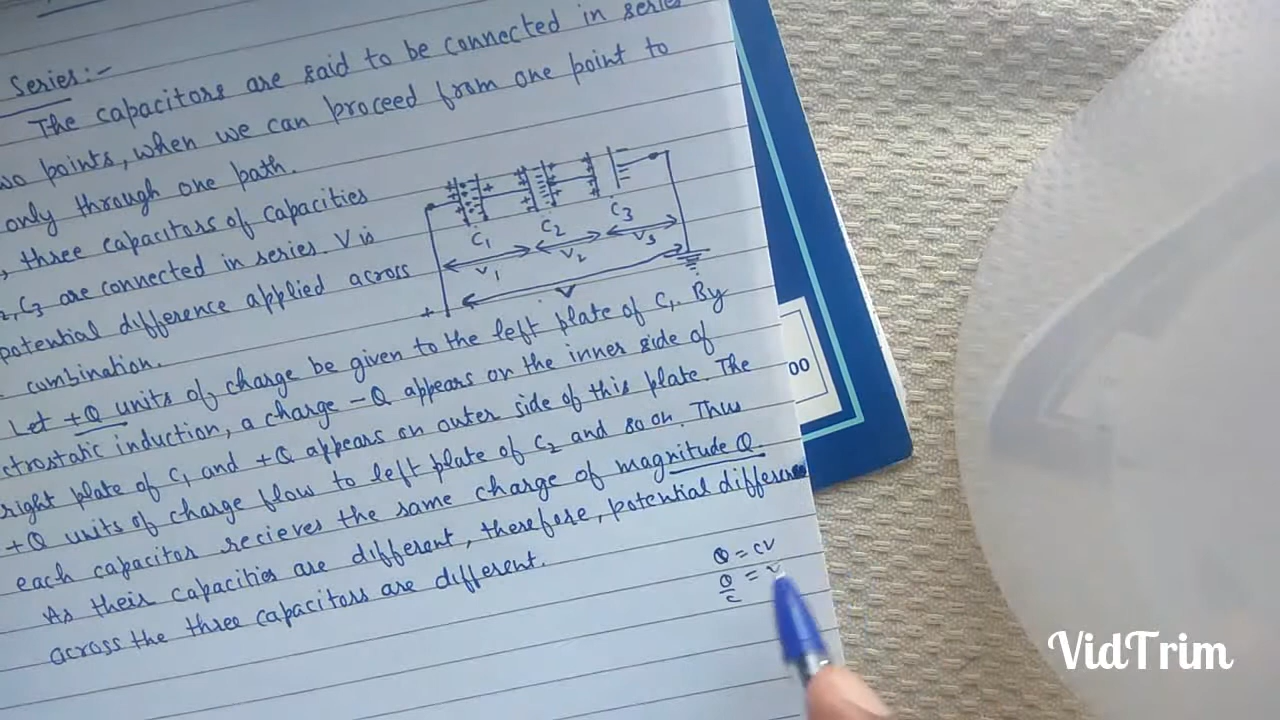 Series:-
The capacitors are said to be connected in series
wo points, when we can proceed from one point to
only through one path.
, three capacitors of capacities
2, C3 are connected in series. V is
potential difference applied across
combination.
+ + C1 C2 C3
V1 V2 V3
V
+
Let +Q units of charge be given to the left plate of C1. By
ctrostatic induction, a charge -Q appears on the inner side of
right plate of C1 and +Q appears on outer side of this plate. The
+Q units of charge flow to left plate of C2 and so on. Thus
each capacitor recieves the same charge of magnitude Q.
As their capacities are different, therefore, potential difference
across the three capacitors are different.
Q = CV
Q/C = V
00
VidTrim